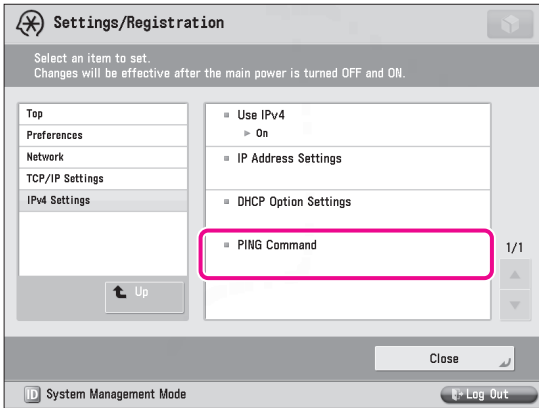 Settings/Registration
Select an item to set.
Changes will be effective after the main power is turned OFF and ON.
Top
Preferences
Network
TCP/IP Settings
IPv4 Settings
Up
Use IPv4
On
IP Address Settings
DHCP Option Settings
PING Command
1/1
Close
ID System Management Mode
Log Out